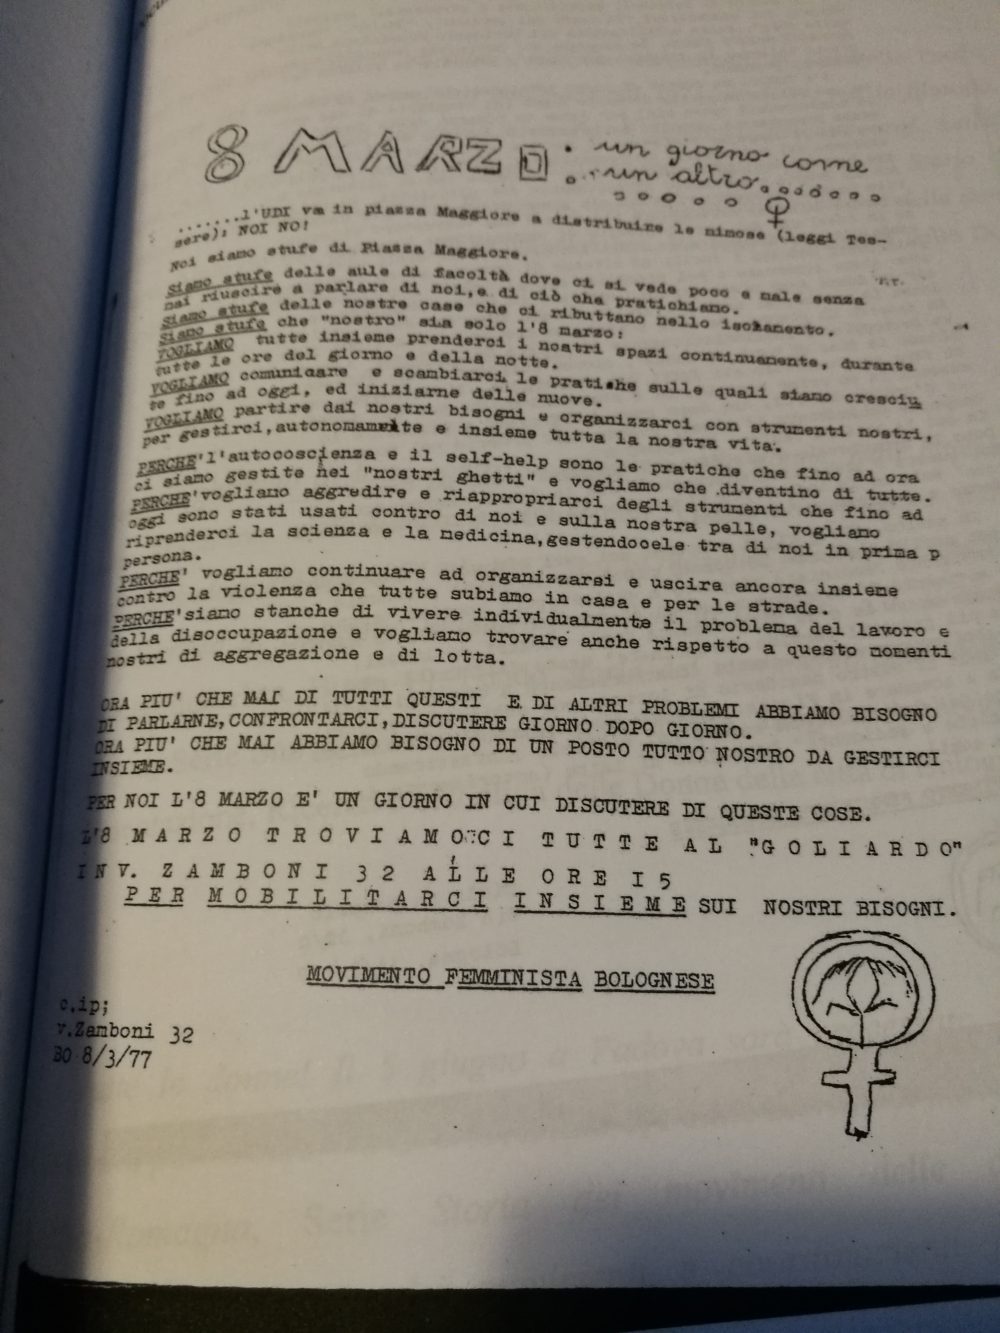 8 MARZO: un giorno come
..un altro.........
.......l'UDI va in piazza Maggiore a distribuire le mimose (leggi Tes-
sere); NOI NO!
Noi siamo stufe di Piazza Maggiore.
Siamo stufe delle aule di facoltà dove ci si vede poco e male senza
mai riuscire a parlare di noi,e di ciò che pratichiamo.
Siamo stufe delle nostre case che ci ributtano nello isolamento.
Siamo stufe che "nostro" sia solo l'8 marzo:
VOGLIAMO tutte insieme prenderci i nostri spazi continuamente, durante
tutte le ore del giorno e della notte.
VOGLIAMO comunicare e scambiarci le pratiche sulle quali siamo cresciu
te fino ad oggi, ed iniziarne delle nuove.
VOGLIAMO partire dai nostri bisogni e organizzarci con strumenti nostri,
per gestirci,autonomamente e insieme tutta la nostra vita.
PERCHE'l'autocoscienza e il self-help sono le pratiche che fino ad ora
ci siamo gestite nei "nostri ghetti" e vogliamo che diventino di tutte.
PERCHE'vogliamo aggredire e riappropriarci degli strumenti che fino ad
oggi sono stati usati contro di noi e sulla nostra pelle, vogliamo
riprenderci la scienza e la medicina,gestendocele tra di noi in prima p
persona.
PERCHE' vogliamo continuare ad organizzarsi e uscire ancora insieme
contro la violenza che tutte subiamo in casa e per le strade.
PERCHE'siamo stanche di vivere individualmente il problema del lavoro e
della disoccupazione e vogliamo trovare anche rispetto a questo momenti
nostri di aggregazione e di lotta.
ORA PIU' CHE MAI DI TUTTI QUESTI E DI ALTRI PROBLEMI ABBIAMO BISOGNO
DI PARLARNE,CONFRONTARCI,DISCUTERE GIORNO DOPO GIORNO.
ORA PIU' CHE MAI ABBIAMO BISOGNO DI UN POSTO TUTTO NOSTRO DA GESTIRCI
INSIEME.
PER NOI L'8 MARZO E' UN GIORNO IN CUI DISCUTERE DI QUESTE COSE.
L'8 MARZO TROVIAMOCI TUTTE AL "GOLIARDO"
IN V. ZAMBONI 32 ALLE ORE I5
PER MOBILITARCI INSIEME SUI NOSTRI BISOGNI.
MOVIMENTO FEMMINISTA BOLOGNESE
c.ip;
v.Zamboni 32
BO 8/3/77